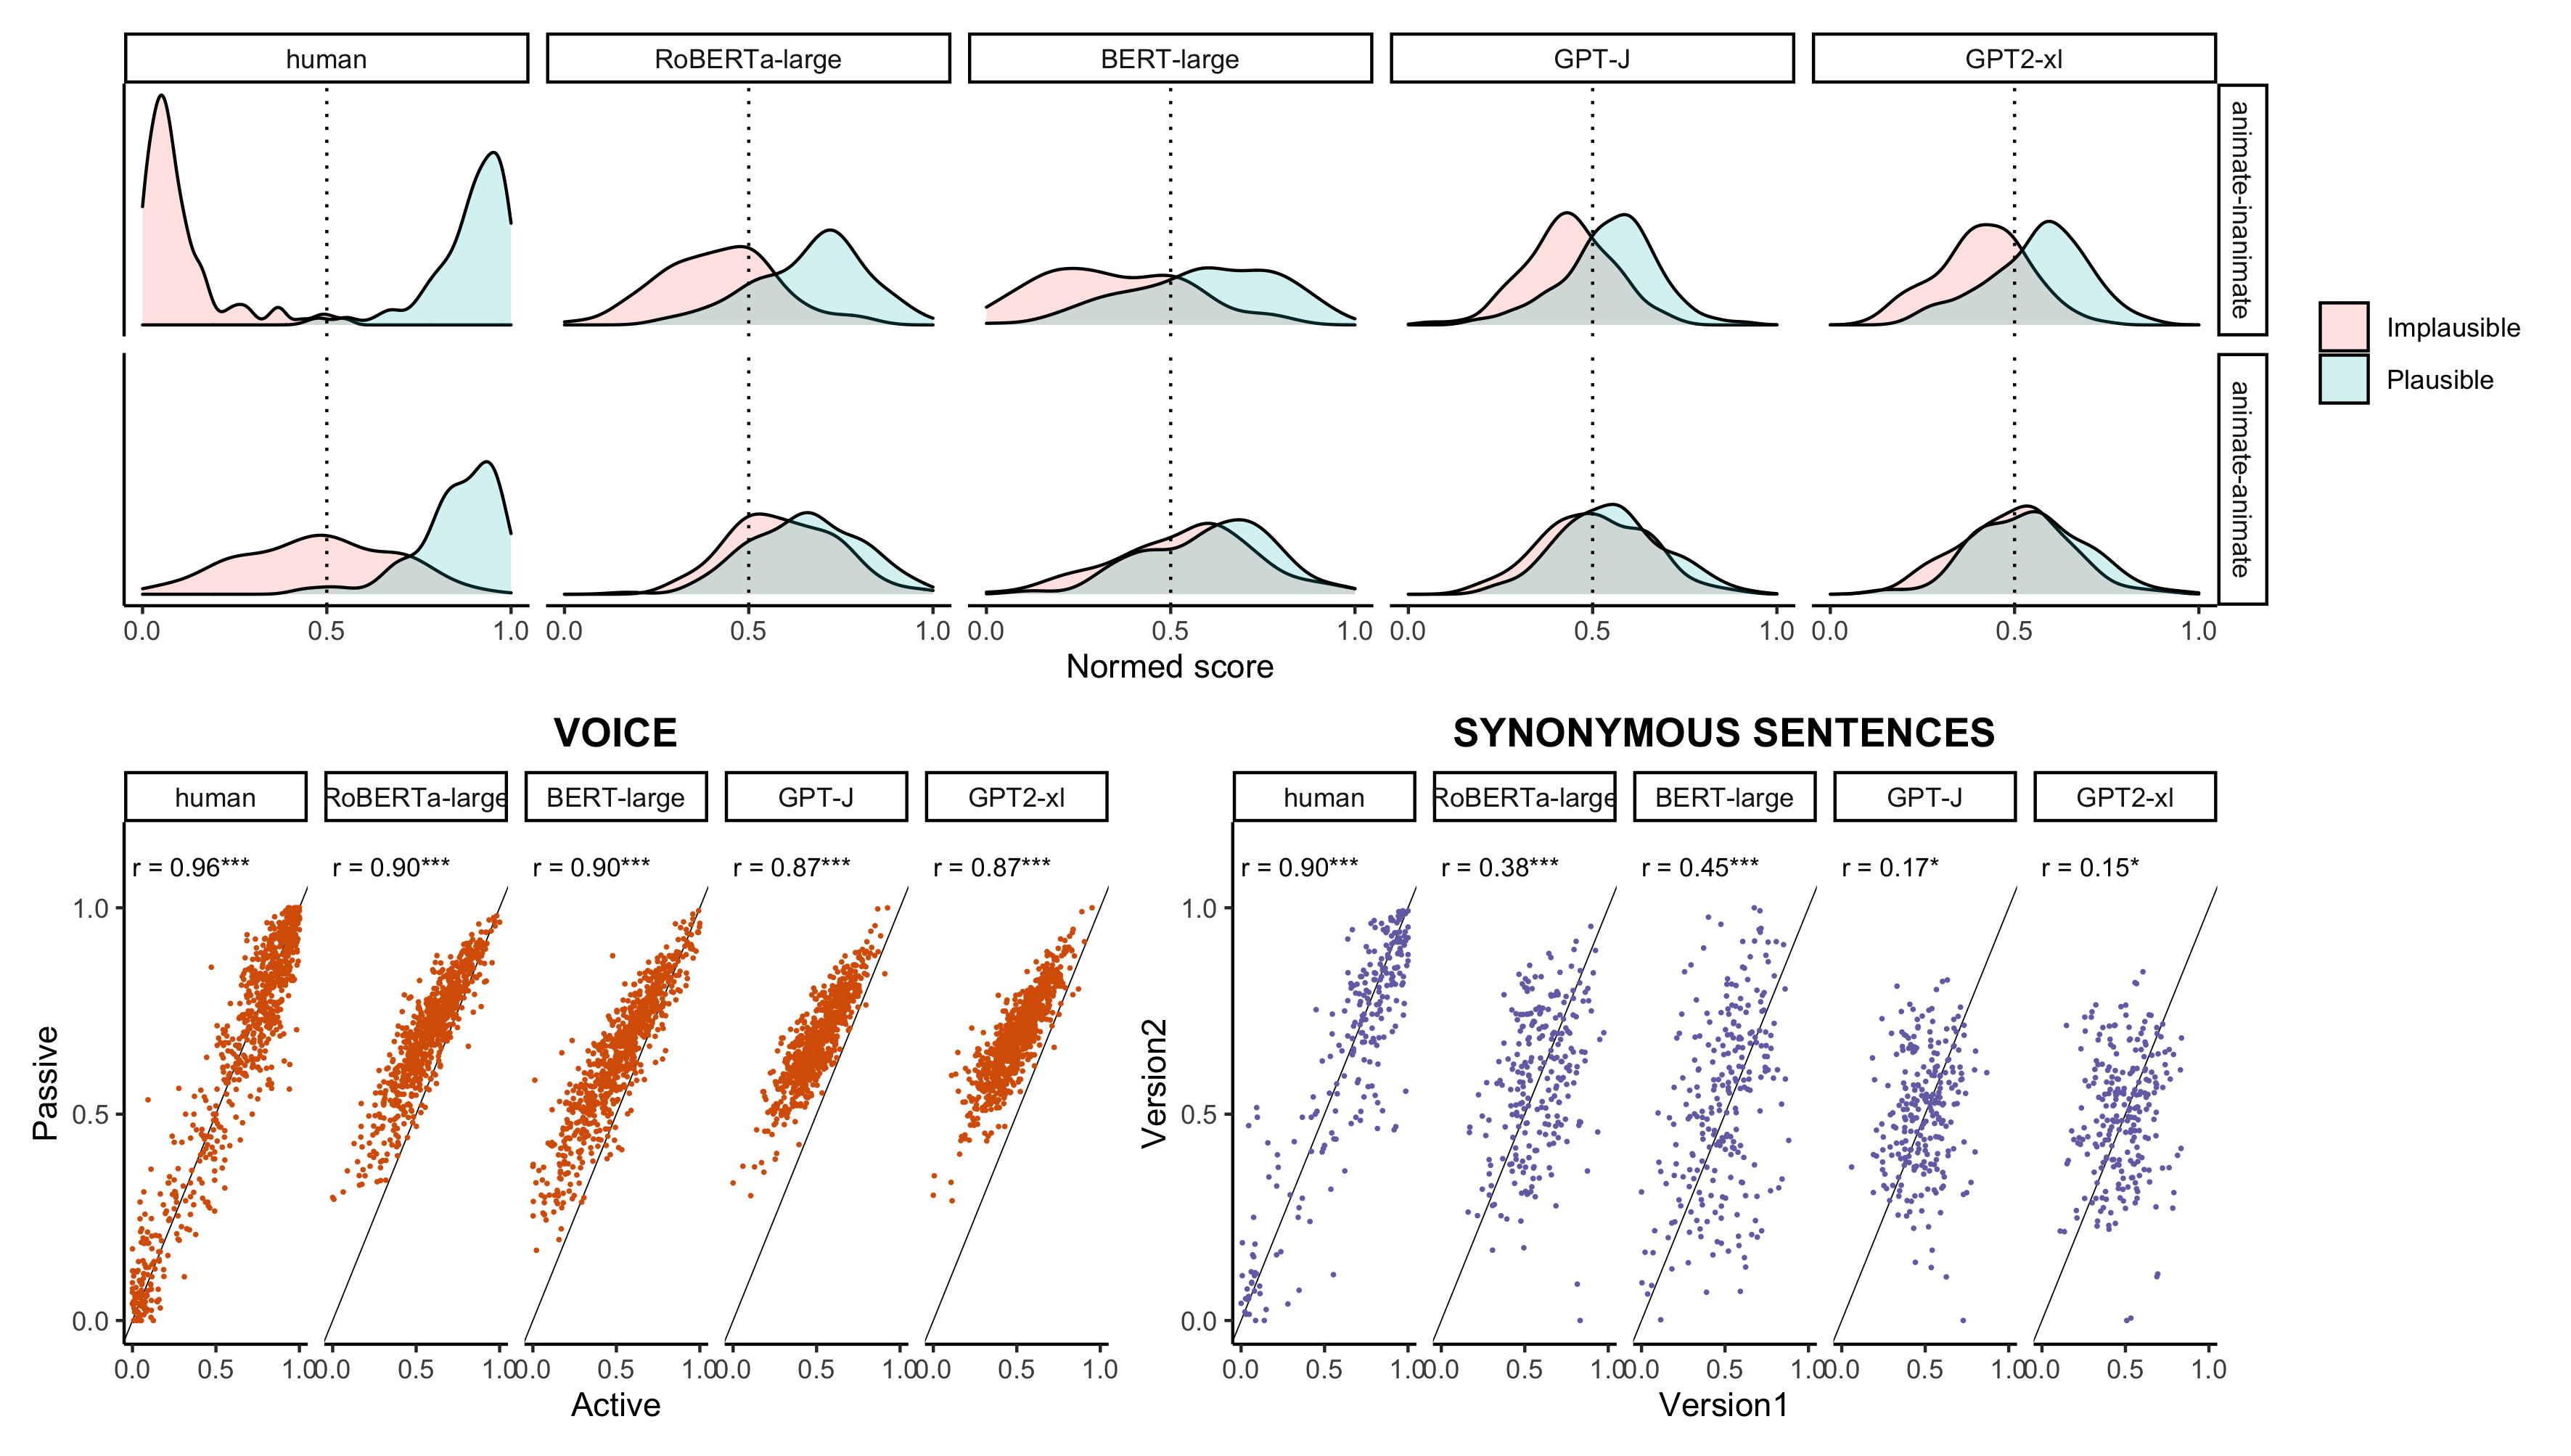 human RoBERTa-large BERT-large GPT-J GPT2-xl
animate-inanimate
Implausible
Plausible
animate-animate
0.0 0.5 1.0 0.0 0.5 1.0 0.0 0.5 1.0 0.0 0.5 1.0 0.0 0.5 1.0
Normed score
VOICE
human RoBERTa-large BERT-large GPT-J GPT2-xl
r = 0.96*** r = 0.90*** r = 0.90*** r = 0.87*** r = 0.87***
1.0
0.5
0.0
Passive
0.0 0.5 1.0 0.0 0.5 1.0 0.0 0.5 1.0 0.0 0.5 1.0 0.0 0.5 1.0
Active
SYNONYMOUS SENTENCES
human RoBERTa-large BERT-large GPT-J GPT2-xl
r = 0.90*** r = 0.38*** r = 0.45*** r = 0.17* r = 0.15*
1.0
0.5
0.0
Version2
0.0 0.5 1.0 0.0 0.5 1.0 0.0 0.5 1.0 0.0 0.5 1.0 0.0 0.5 1.0
Version1